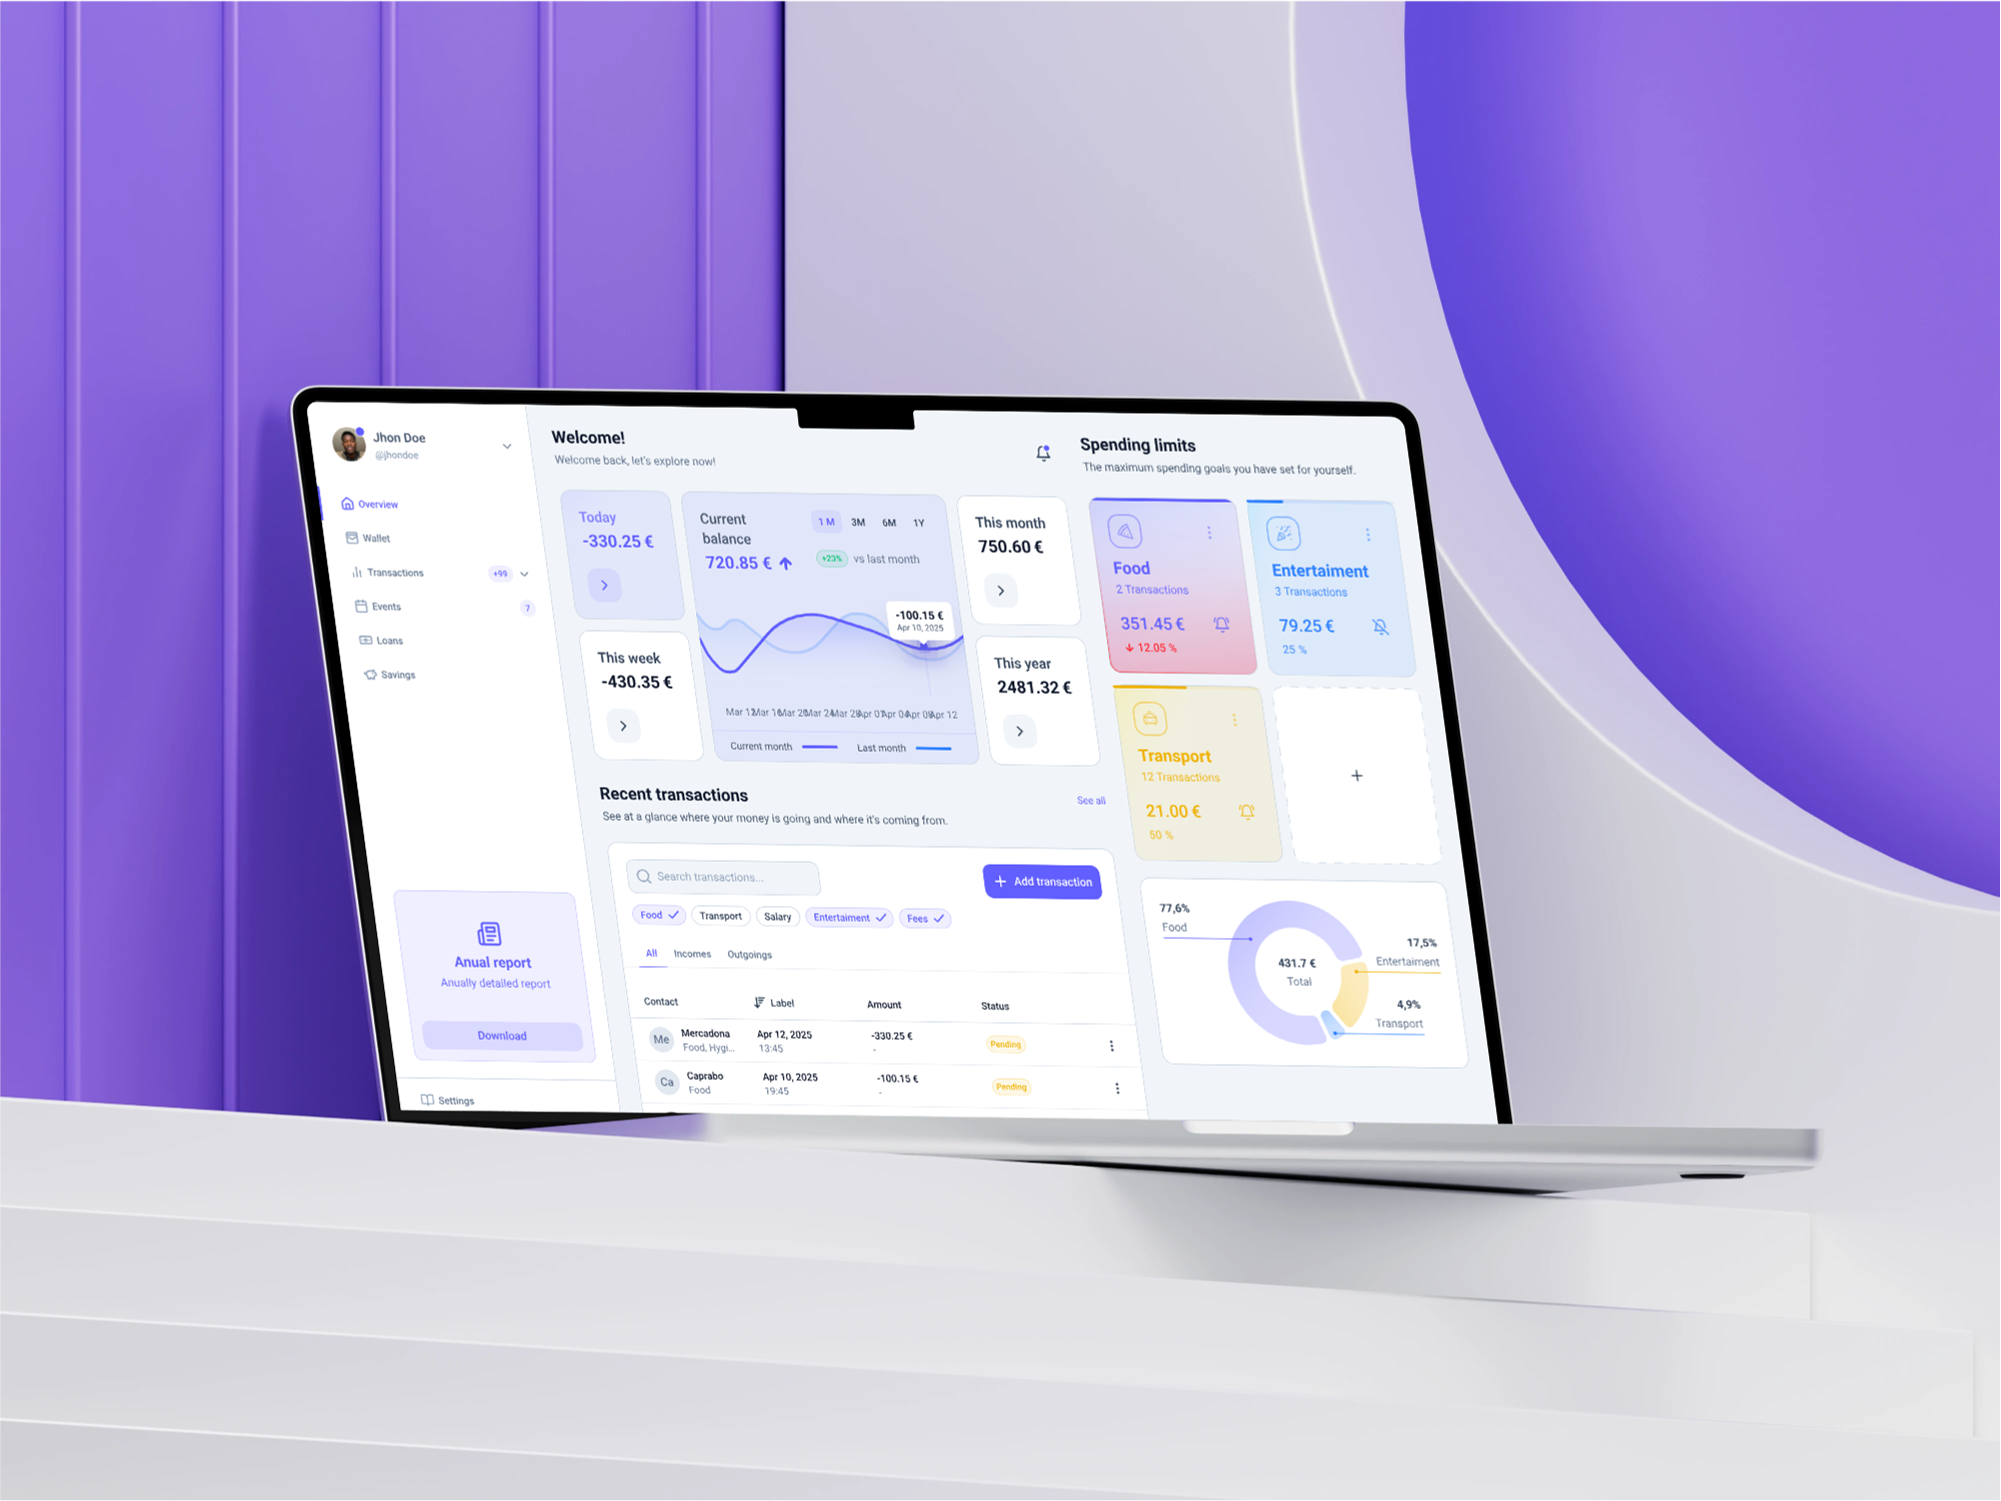 Jhon Doe
@jhondoe
Overview
Wallet
Transactions
+99
Events
7
Loans
Savings
Anual report
Anually detailed report
Download
Settings
Welcome!
Welcome back, let's explore now!
Today
-330.25 €
This week
-430.35 €
Current
balance
720.85 €
1 M 3M 6M 1Y
+23% vs last month
-100.15 €
Apr 10, 2025
Mar 12 Mar 16 Mar 20 Mar 24 Mar 28 Apr 01 Apr 04 Apr 08 Apr 12
Current month
Last month
This month
750.60 €
This year
2481.32 €
Recent transactions
See at a glance where your money is going and where it's coming from.
See all
Search transactions...
Add transaction
Food Transport Salary Entertaiment Fees
All Incomes Outgoings
Contact Label Amount Status
Me Mercadona Apr 12, 2025 -330.25 € Pending
Food, Hygi... 13:45 -
Ca Caprabo Apr 10, 2025 -100.15 € Pending
Food 19:45 -
Spending limits
The maximum spending goals you have set for yourself.
Food
2 Transactions
351.45 €
12.05 %
Entertaiment
3 Transactions
79.25 €
25 %
Transport
12 Transactions
21.00 €
50 %
+
77,6%
Food
431.7 €
Total
17,5%
Entertaiment
4,9%
Transport